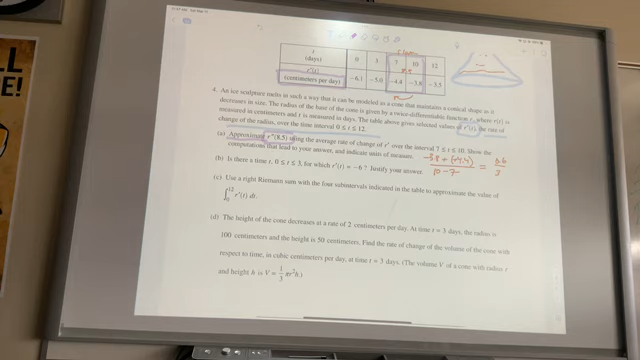 t
(days)
0 3 7 10 12
r'(t)
(centimeters per day)
−6.1 −5.0 −4.4 −3.8 −3.5
4. An ice sculpture melts in such a way that it can be modeled as a cone that maintains a conical shape as it
decreases in size. The radius of the base of the cone is given by a twice-differentiable function r, where r(t) is
measured in centimeters and t is measured in days. The table above gives selected values of r'(t), the rate of
change of the radius, over the time interval 0 ≤ t ≤ 12.
(a) Approximate r''(8.5) using the average rate of change of r' over the interval 7 ≤ t ≤ 10. Show the
computations that lead to your answer, and indicate units of measure.
(b) Is there a time t, 0 ≤ t ≤ 3, for which r'(t) = −6 ? Justify your answer.
10 − 7
(c) Use a right Riemann sum with the four subintervals indicated in the table to approximate the value of
∫₀¹² r'(t) dt.
(d) The height of the cone decreases at a rate of 2 centimeters per day. At time t = 3 days, the radius is
100 centimeters and the height is 50 centimeters. Find the rate of change of the volume of the cone with
respect to time, in cubic centimeters per day, at time t = 3 days. (The volume V of a cone with radius r
and height h is V = 1/3 πr²h.)
E!